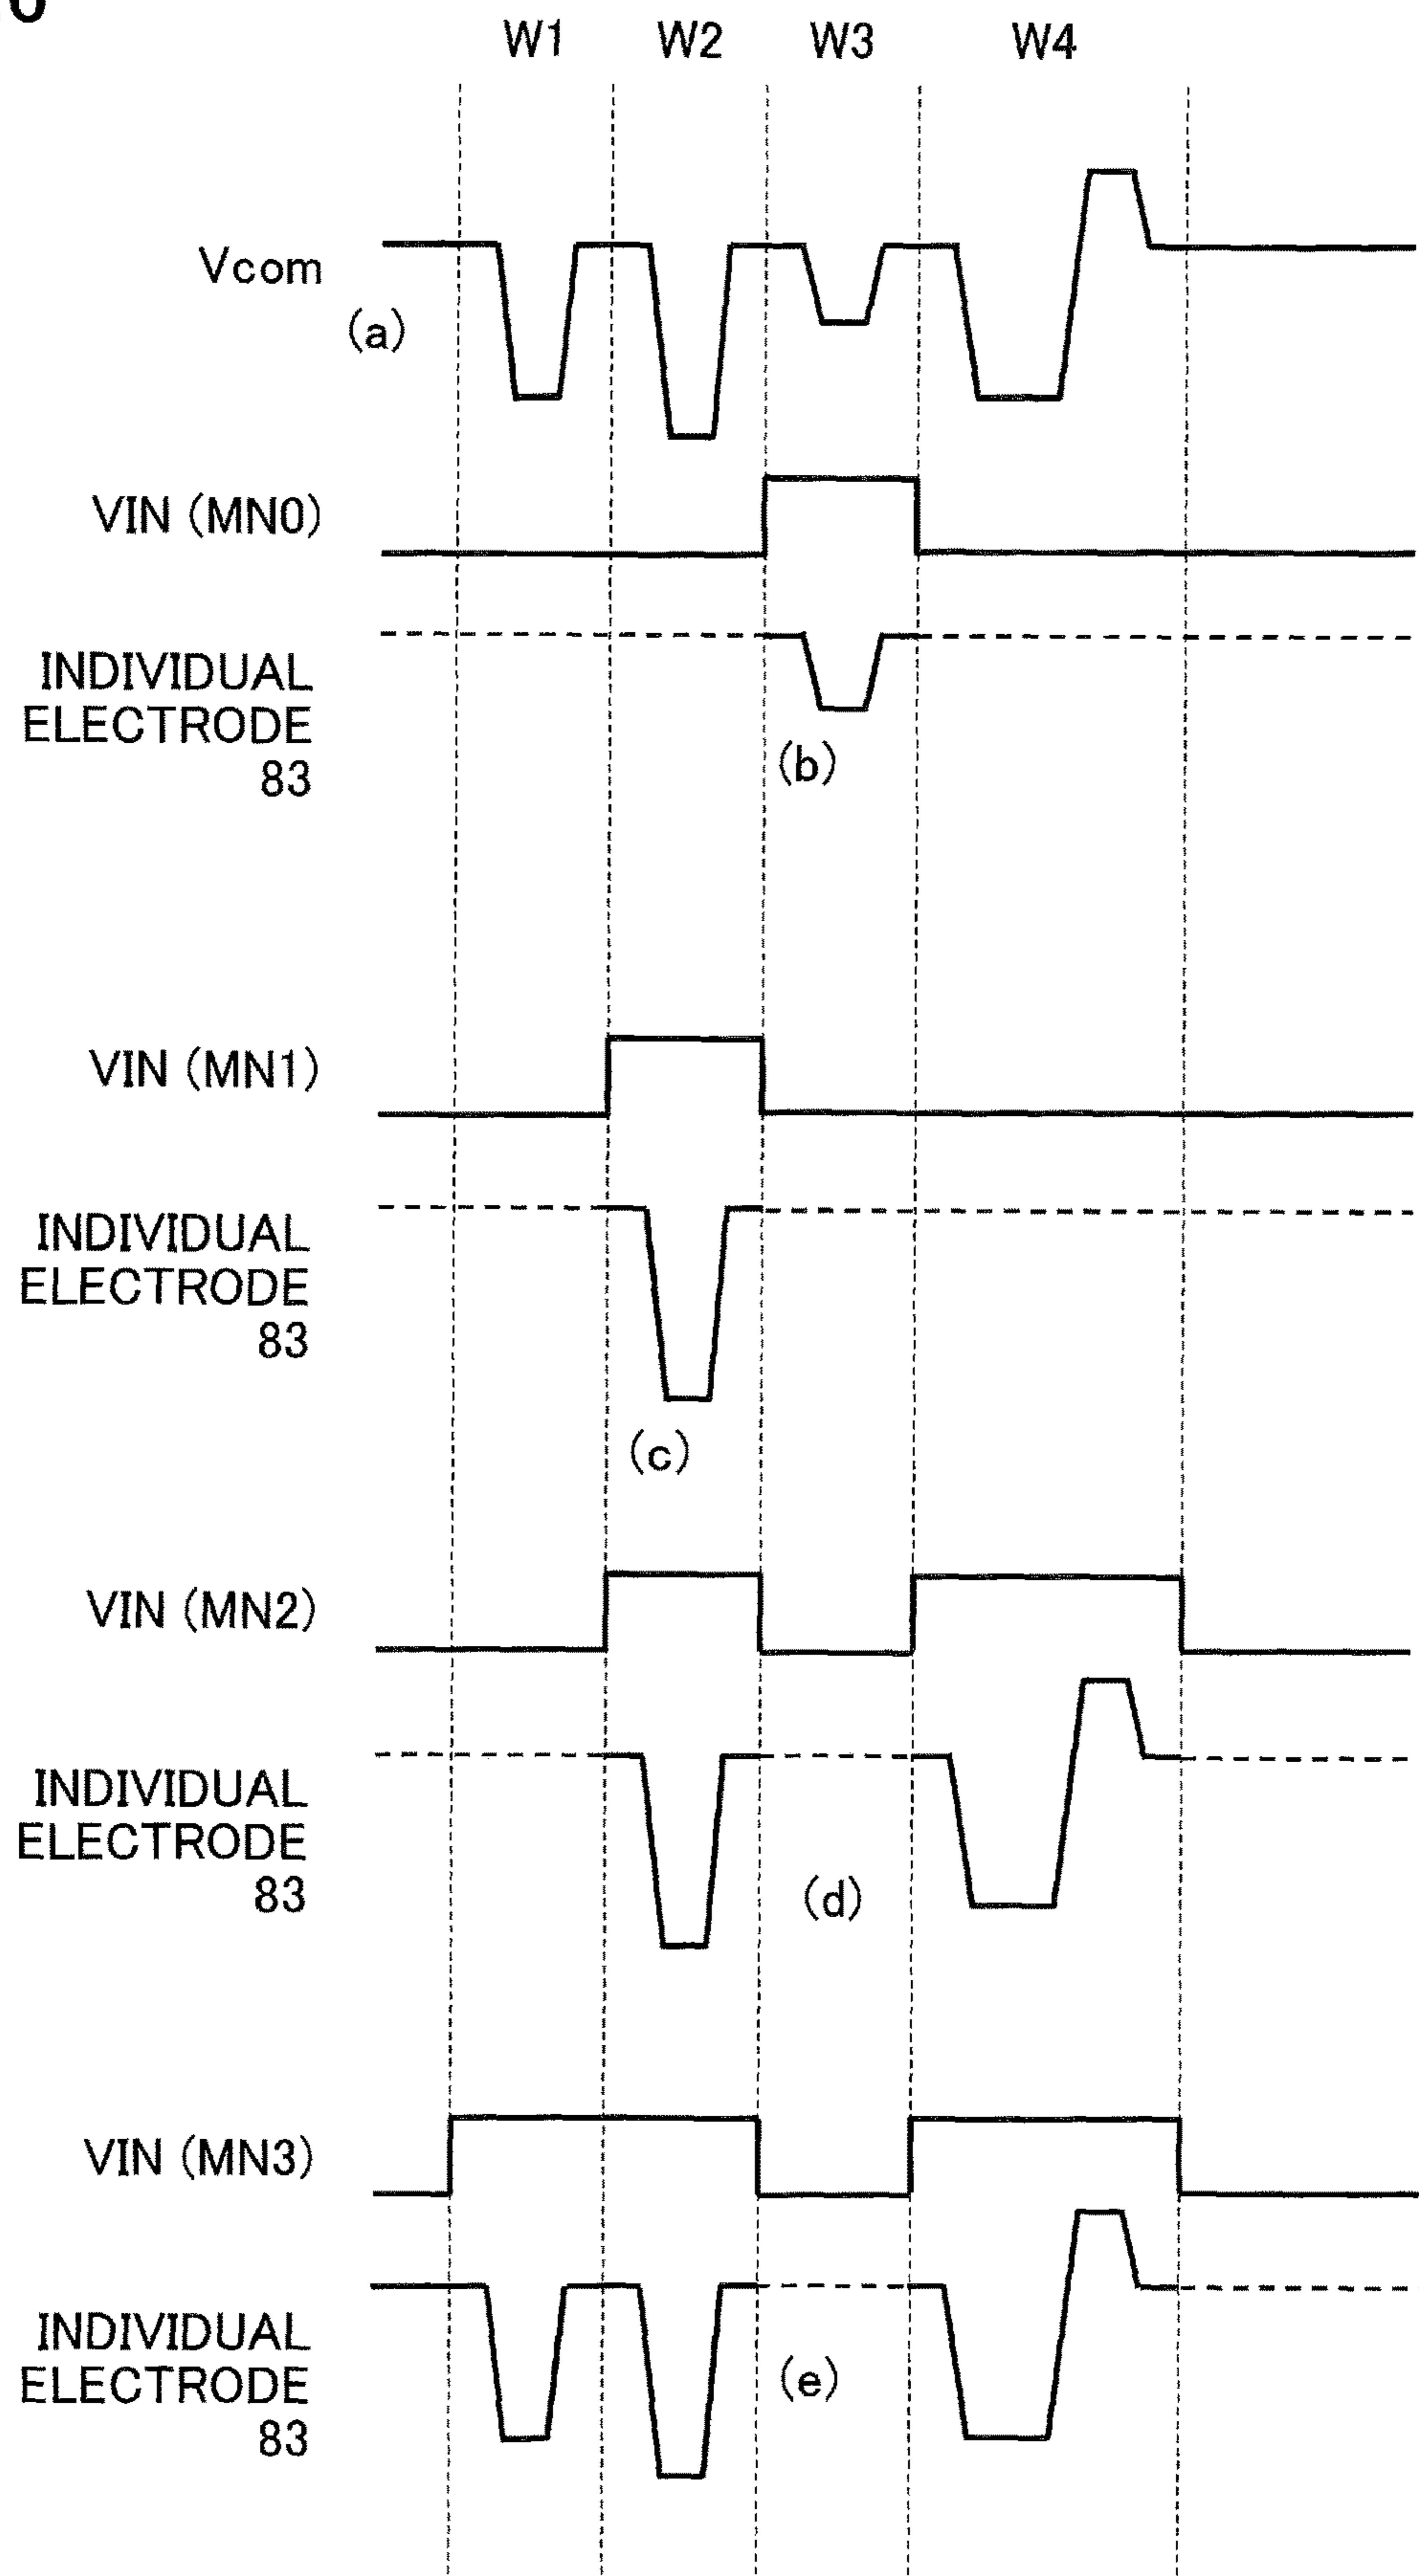 W1 W2 W3 W4
Vcom
(a)
VIN (MN0)
INDIVIDUAL
ELECTRODE
83
(b)
VIN (MN1)
INDIVIDUAL
ELECTRODE
83
(c)
VIN (MN2)
INDIVIDUAL
ELECTRODE
83
(d)
VIN (MN3)
INDIVIDUAL
ELECTRODE
83
(e)